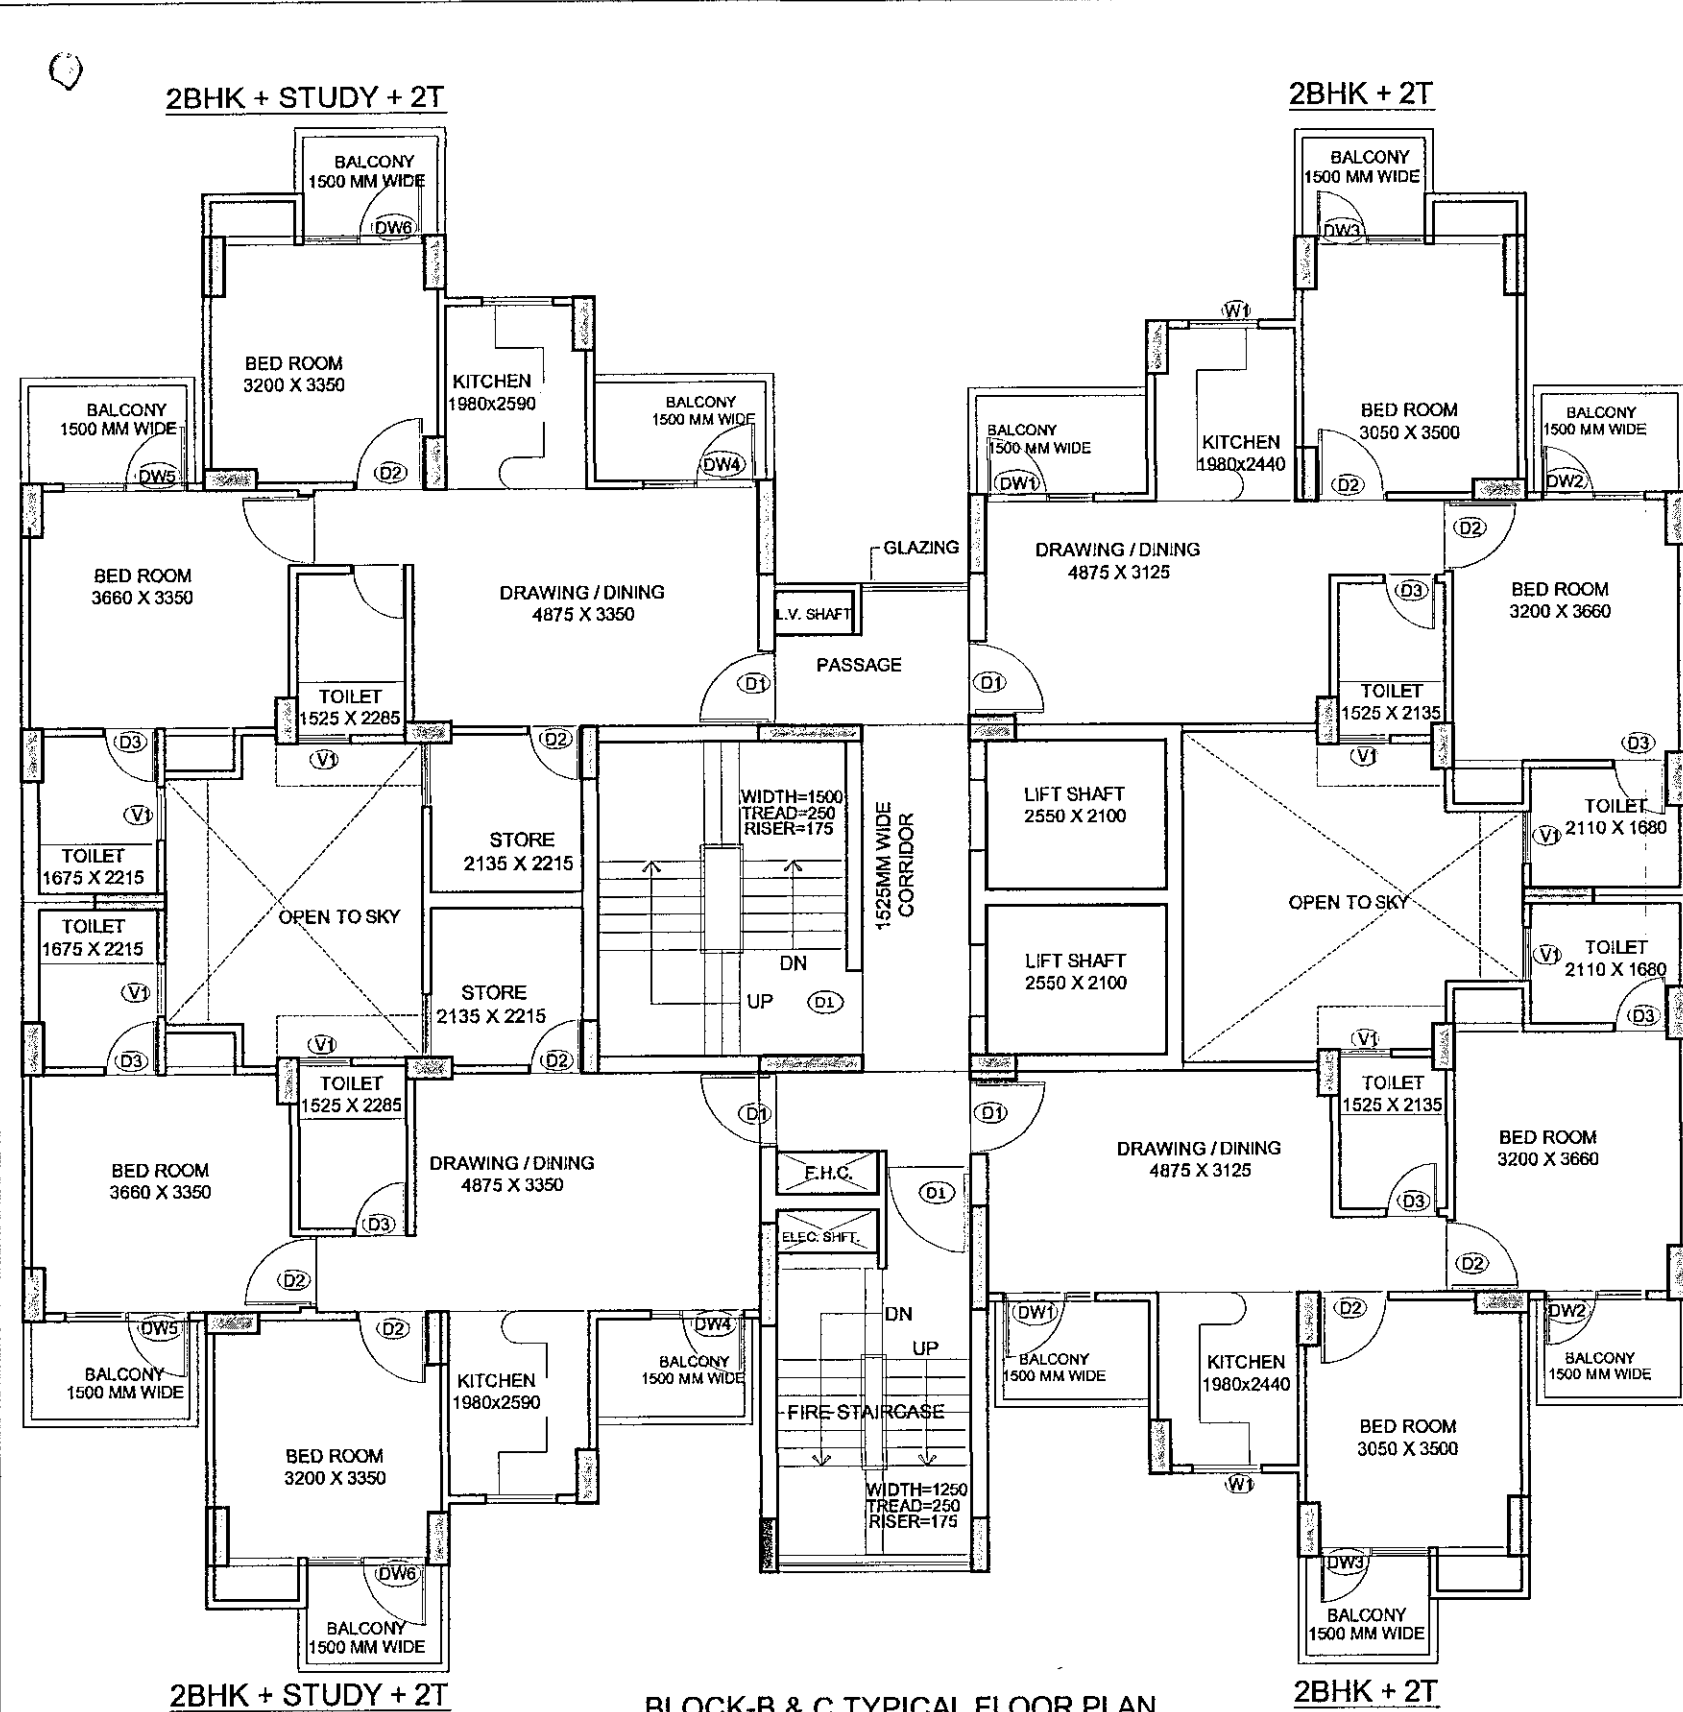 2BHK + STUDY + 2T
2BHK + 2T
BALCONY
1500 MM WIDE
DW6
BALCONY
1500 MM WIDE
DW3
W1
BED ROOM
3200 X 3350
KITCHEN
1980x2590
BALCONY
1500 MM WIDE
DW5
D2
BALCONY
1500 MM WIDE
DW4
BALCONY
1500 MM WIDE
DW1
KITCHEN
1980x2440
BED ROOM
3050 X 3500
D2
BALCONY
1500 MM WIDE
DW2
D2
GLAZING
BED ROOM
3660 X 3350
DRAWING / DINING
4875 X 3350
DRAWING / DINING
4875 X 3125
D3
BED ROOM
3200 X 3660
L.V. SHAFT
PASSAGE
D1
D1
TOILET
1525 X 2285
TOILET
1525 X 2135
D3
V1
D2
V1
D3
WIDTH=1500
TREAD=250
RISER=175
1525MM WIDE
CORRIDOR
LIFT SHAFT
2550 X 2100
V1
TOILET
1675 X 2215
STORE
2135 X 2215
TOILET
2110 X 1680
V1
OPEN TO SKY
OPEN TO SKY
TOILET
1675 X 2215
V1
STORE
2135 X 2215
DN
UP
D1
LIFT SHAFT
2550 X 2100
TOILET
2110 X 1680
V1
D3
D3
V1
D2
V1
TOILET
1525 X 2285
D1
D1
TOILET
1525 X 2135
BED ROOM
3660 X 3350
DRAWING / DINING
4875 X 3350
F.H.C.
D1
DRAWING / DINING
4875 X 3125
BED ROOM
3200 X 3660
D3
D3
ELEC. SHFT.
D2
D2
DW5
D2
DW4
DN
UP
DW1
D2
DW2
BALCONY
1500 MM WIDE
KITCHEN
1980x2590
BALCONY
1500 MM WIDE
BALCONY
1500 MM WIDE
KITCHEN
1980x2440
BALCONY
1500 MM WIDE
FIRE STAIRCASE
BED ROOM
3200 X 3350
BED ROOM
3050 X 3500
WIDTH=1250
TREAD=250
RISER=175
W1
DW6
DW3
BALCONY
1500 MM WIDE
BALCONY
1500 MM WIDE
2BHK + STUDY + 2T
BLOCK-B & C TYPICAL FLOOR PLAN
2BHK + 2T